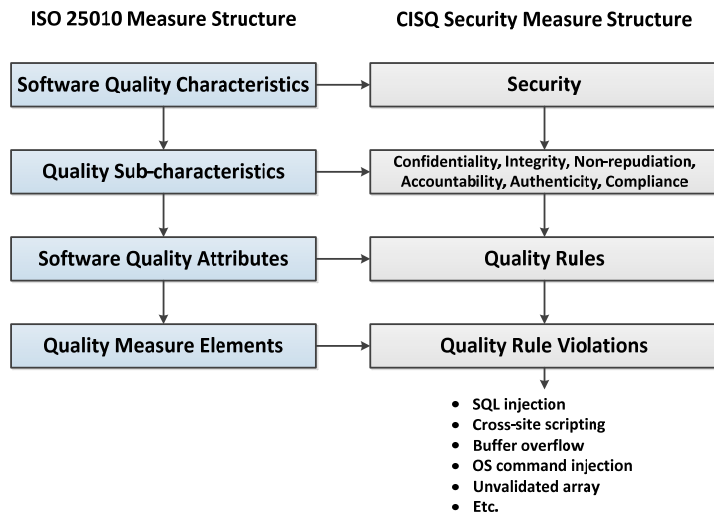 ISO 25010 Measure Structure
CISQ Security Measure Structure
Software Quality Characteristics
Security
Quality Sub-characteristics
Confidentiality, Integrity, Non-repudiation,
Accountability, Authenticity, Compliance
Software Quality Attributes
Quality Rules
Quality Measure Elements
Quality Rule Violations
• SQL injection
• Cross-site scripting
• Buffer overflow
• OS command injection
• Unvalidated array
• Etc.